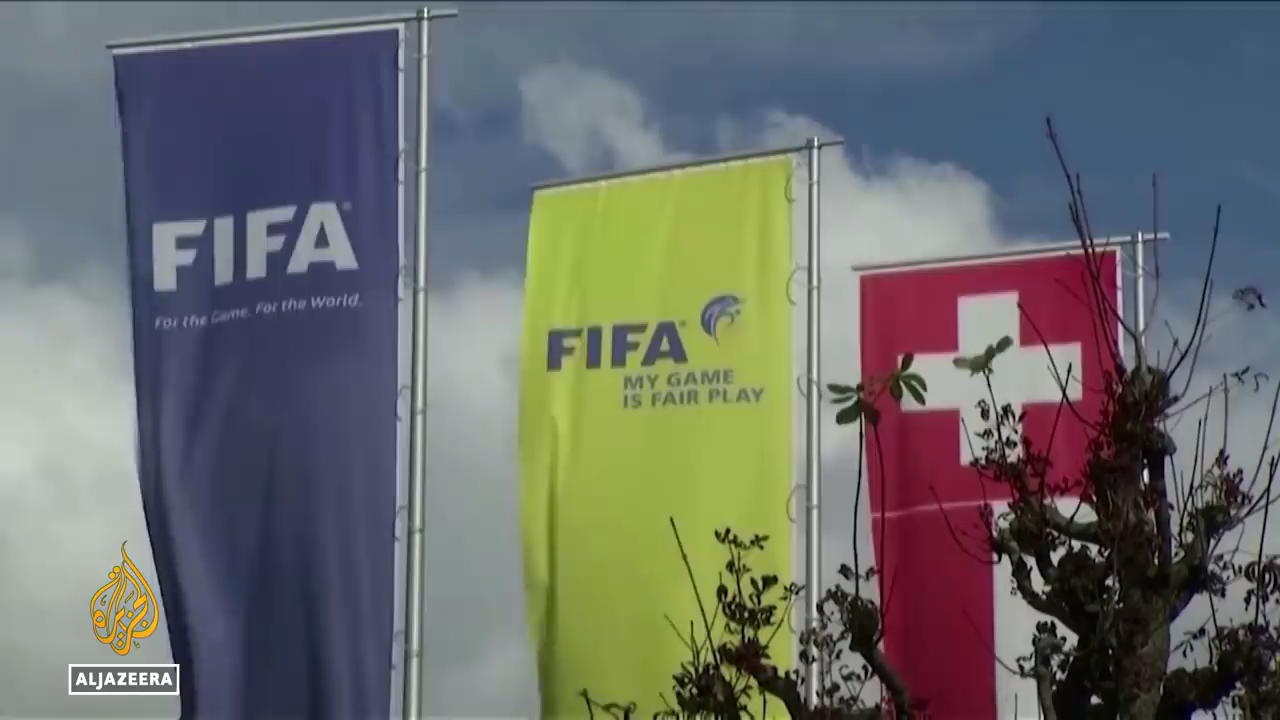 FIFA®
For the Game. For the World.
FIFA®
MY GAME
IS FAIR PLAY
الجزيرة
ALJAZEERA